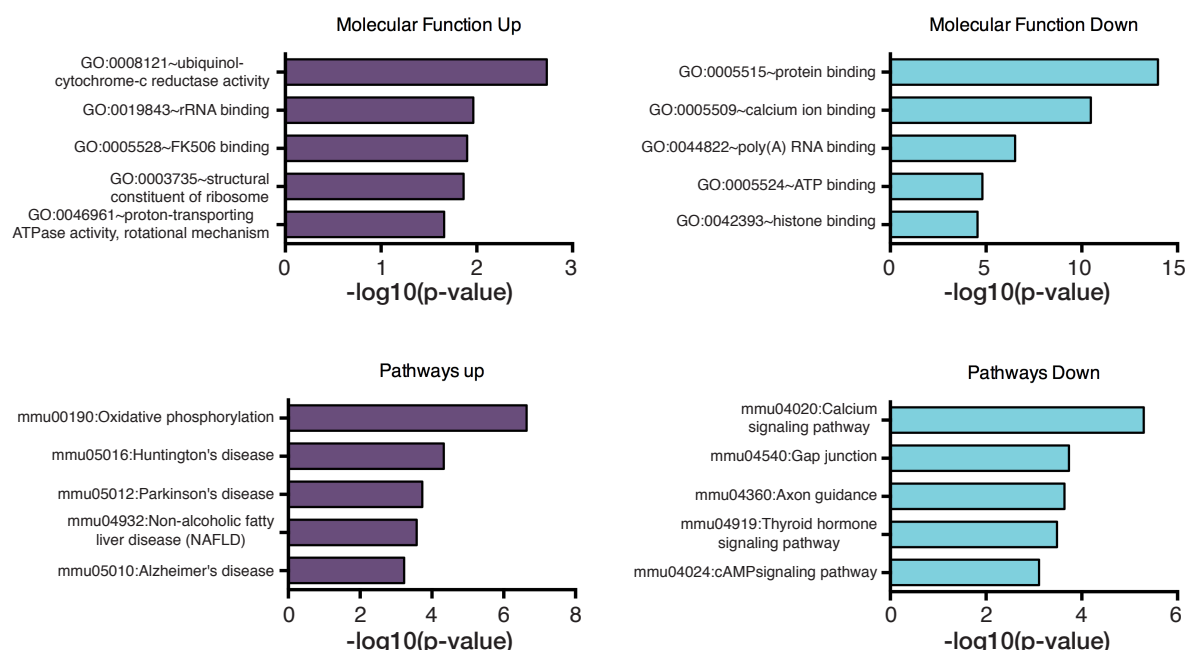 Molecular Function Up
GO:0008121~ubiquinol-
cytochrome-c reductase activity
GO:0019843~rRNA binding
GO:0005528~FK506 binding
GO:0003735~structural
constituent of ribosome
GO:0046961~proton-transporting
ATPase activity, rotational mechanism
0 1 2 3
-log10(p-value)
Molecular Function Down
GO:0005515~protein binding
GO:0005509~calcium ion binding
GO:0044822~poly(A) RNA binding
GO:0005524~ATP binding
GO:0042393~histone binding
0 5 10 15
-log10(p-value)
Pathways up
mmu00190:Oxidative phosphorylation
mmu05016:Huntington's disease
mmu05012:Parkinson's disease
mmu04932:Non-alcoholic fatty
liver disease (NAFLD)
mmu05010:Alzheimer's disease
0 2 4 6 8
-log10(p-value)
Pathways Down
mmu04020:Calcium
signaling pathway
mmu04540:Gap junction
mmu04360:Axon guidance
mmu04919:Thyroid hormone
signaling pathway
mmu04024:cAMPsignaling pathway
0 2 4 6
-log10(p-value)